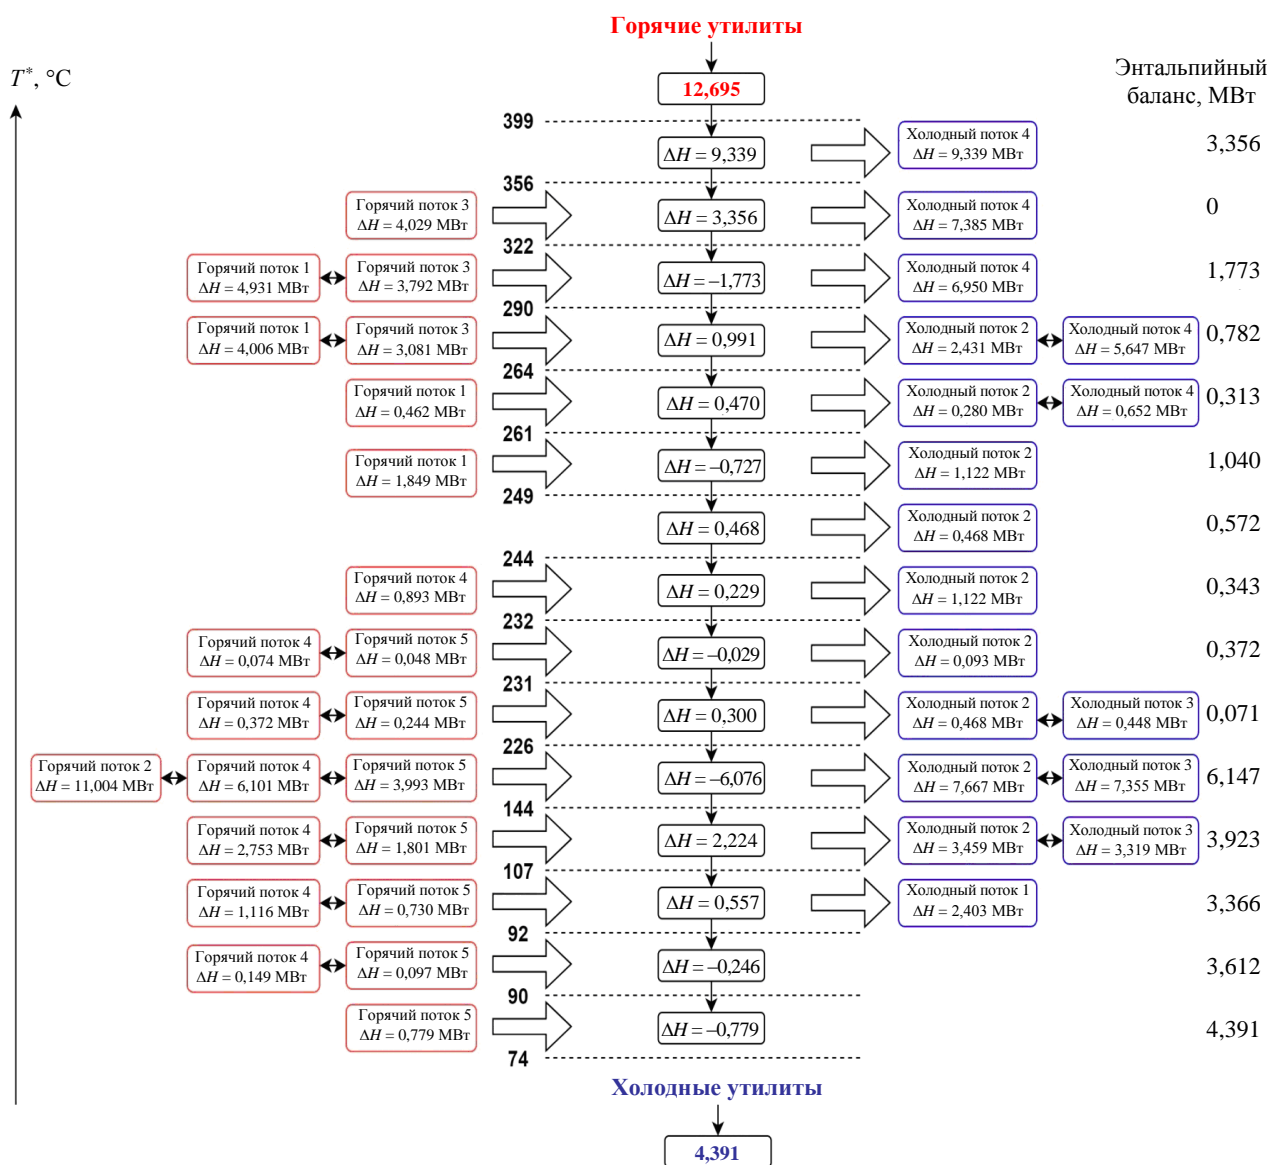 Горячие утилиты
T*, °C
Энтальпийный
баланс, МВт
12,695
399
ΔH = 9,339
Холодный поток 4
ΔH = 9,339 МВт
3,356
356
Горячий поток 3
ΔH = 4,029 МВт
ΔH = 3,356
Холодный поток 4
ΔH = 7,385 МВт
0
322
Горячий поток 1
ΔH = 4,931 МВт
Горячий поток 3
ΔH = 3,792 МВт
ΔH = –1,773
Холодный поток 4
ΔH = 6,950 МВт
1,773
290
Горячий поток 1
ΔH = 4,006 МВт
Горячий поток 3
ΔH = 3,081 МВт
ΔH = 0,991
Холодный поток 2
ΔH = 2,431 МВт
Холодный поток 4
ΔH = 5,647 МВт
0,782
264
Горячий поток 1
ΔH = 0,462 МВт
ΔH = 0,470
Холодный поток 2
ΔH = 0,280 МВт
Холодный поток 4
ΔH = 0,652 МВт
0,313
261
Горячий поток 1
ΔH = 1,849 МВт
ΔH = –0,727
Холодный поток 2
ΔH = 1,122 МВт
1,040
249
ΔH = 0,468
Холодный поток 2
ΔH = 0,468 МВт
0,572
244
Горячий поток 4
ΔH = 0,893 МВт
ΔH = 0,229
Холодный поток 2
ΔH = 1,122 МВт
0,343
232
Горячий поток 4
ΔH = 0,074 МВт
Горячий поток 5
ΔH = 0,048 МВт
ΔH = –0,029
Холодный поток 2
ΔH = 0,093 МВт
0,372
231
Горячий поток 4
ΔH = 0,372 МВт
Горячий поток 5
ΔH = 0,244 МВт
ΔH = 0,300
Холодный поток 2
ΔH = 0,468 МВт
Холодный поток 3
ΔH = 0,448 МВт
0,071
226
Горячий поток 2
ΔH = 11,004 МВт
Горячий поток 4
ΔH = 6,101 МВт
Горячий поток 5
ΔH = 3,993 МВт
ΔH = –6,076
Холодный поток 2
ΔH = 7,667 МВт
Холодный поток 3
ΔH = 7,355 МВт
6,147
144
Горячий поток 4
ΔH = 2,753 МВт
Горячий поток 5
ΔH = 1,801 МВт
ΔH = 2,224
Холодный поток 2
ΔH = 3,459 МВт
Холодный поток 3
ΔH = 3,319 МВт
3,923
107
Горячий поток 4
ΔH = 1,116 МВт
Горячий поток 5
ΔH = 0,730 МВт
ΔH = 0,557
Холодный поток 1
ΔH = 2,403 МВт
3,366
92
Горячий поток 4
ΔH = 0,149 МВт
Горячий поток 5
ΔH = 0,097 МВт
ΔH = –0,246
3,612
90
Горячий поток 5
ΔH = 0,779 МВт
ΔH = –0,779
4,391
74
Холодные утилиты
4,391